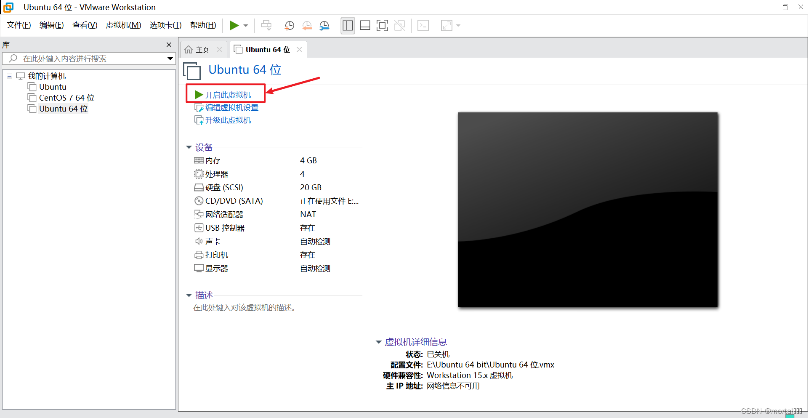 Ubuntu 64 位 - VMware Workstation
文件(F) 编辑(E) 查看(V) 虚拟机(M) 选项卡(T) 帮助(H)
库
在此处键入内容进行搜索
我的计算机
Ubuntu
CentOS 7 64 位
Ubuntu 64 位
主页
Ubuntu 64 位
Ubuntu 64 位
开启此虚拟机
编辑虚拟机设置
升级此虚拟机
设备
内存 4 GB
处理器 4
硬盘 (SCSI) 20 GB
CD/DVD (SATA) 正在使用文件 E:...
网络适配器 NAT
USB 控制器 存在
声卡 自动检测
打印机 存在
显示器 自动检测
描述
在此处键入对该虚拟机的描述。
虚拟机详细信息
状态: 已关机
配置文件: E:\Ubuntu 64 bit\Ubuntu 64 位.vmx
硬件兼容性: Workstation 15.x 虚拟机
主 IP 地址: 网络信息不可用